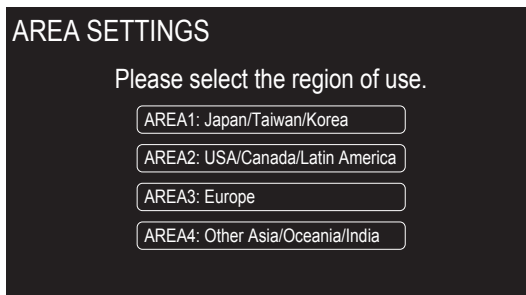 AREA SETTINGS
Please select the region of use.
AREA1: Japan/Taiwan/Korea
AREA2: USA/Canada/Latin America
AREA3: Europe
AREA4: Other Asia/Oceania/India